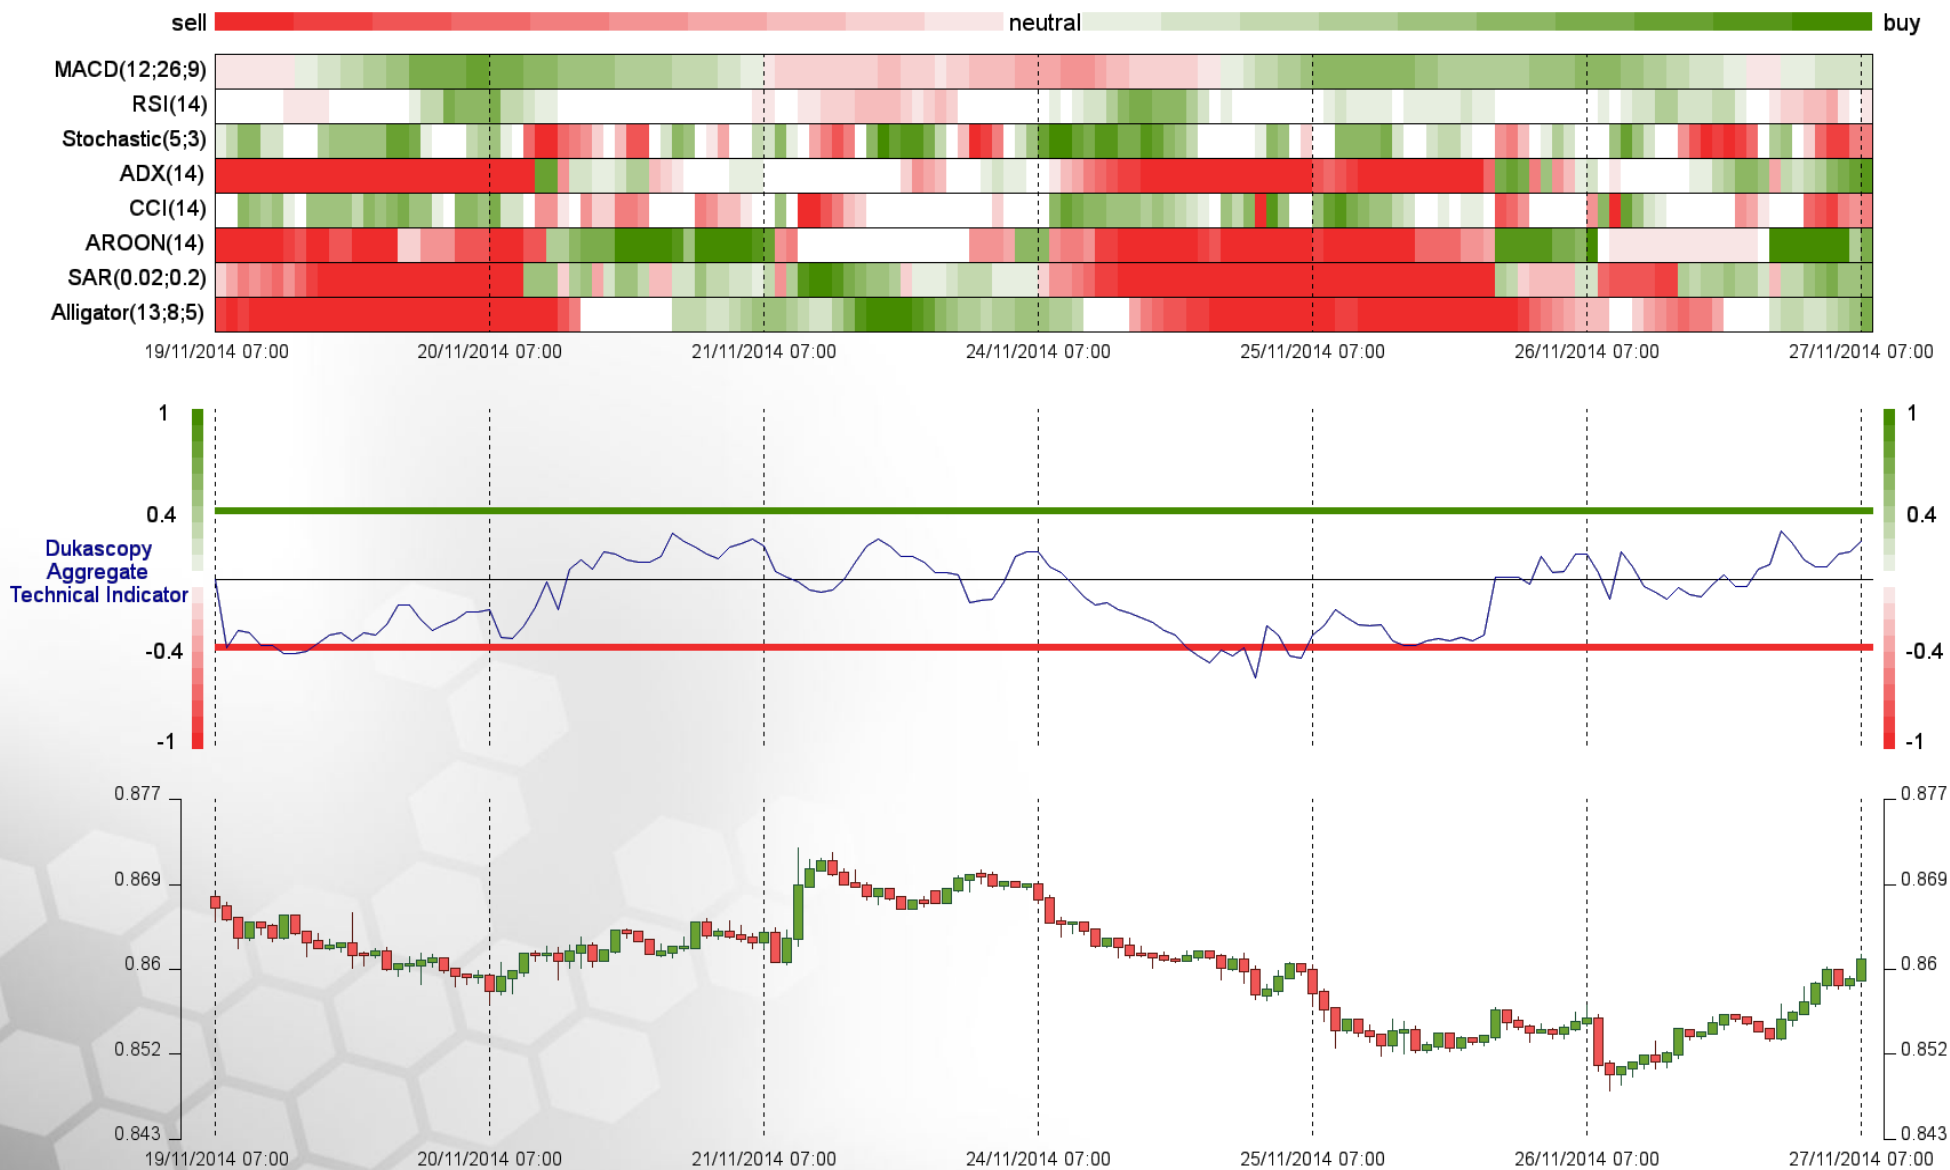 sell neutral buy
MACD(12;26;9)
RSI(14)
Stochastic(5;3)
ADX(14)
CCI(14)
AROON(14)
SAR(0.02;0.2)
Alligator(13;8;5)
19/11/2014 07:00 20/11/2014 07:00 21/11/2014 07:00 24/11/2014 07:00 25/11/2014 07:00 26/11/2014 07:00 27/11/2014 07:00
1 1
0.4 0.4
Dukascopy
Aggregate
Technical Indicator
-0.4 -0.4
-1 -1
0.877 0.877
0.869 0.869
0.86 0.86
0.852 0.852
0.843 0.843
19/11/2014 07:00 20/11/2014 07:00 21/11/2014 07:00 24/11/2014 07:00 25/11/2014 07:00 26/11/2014 07:00 27/11/2014 07:00